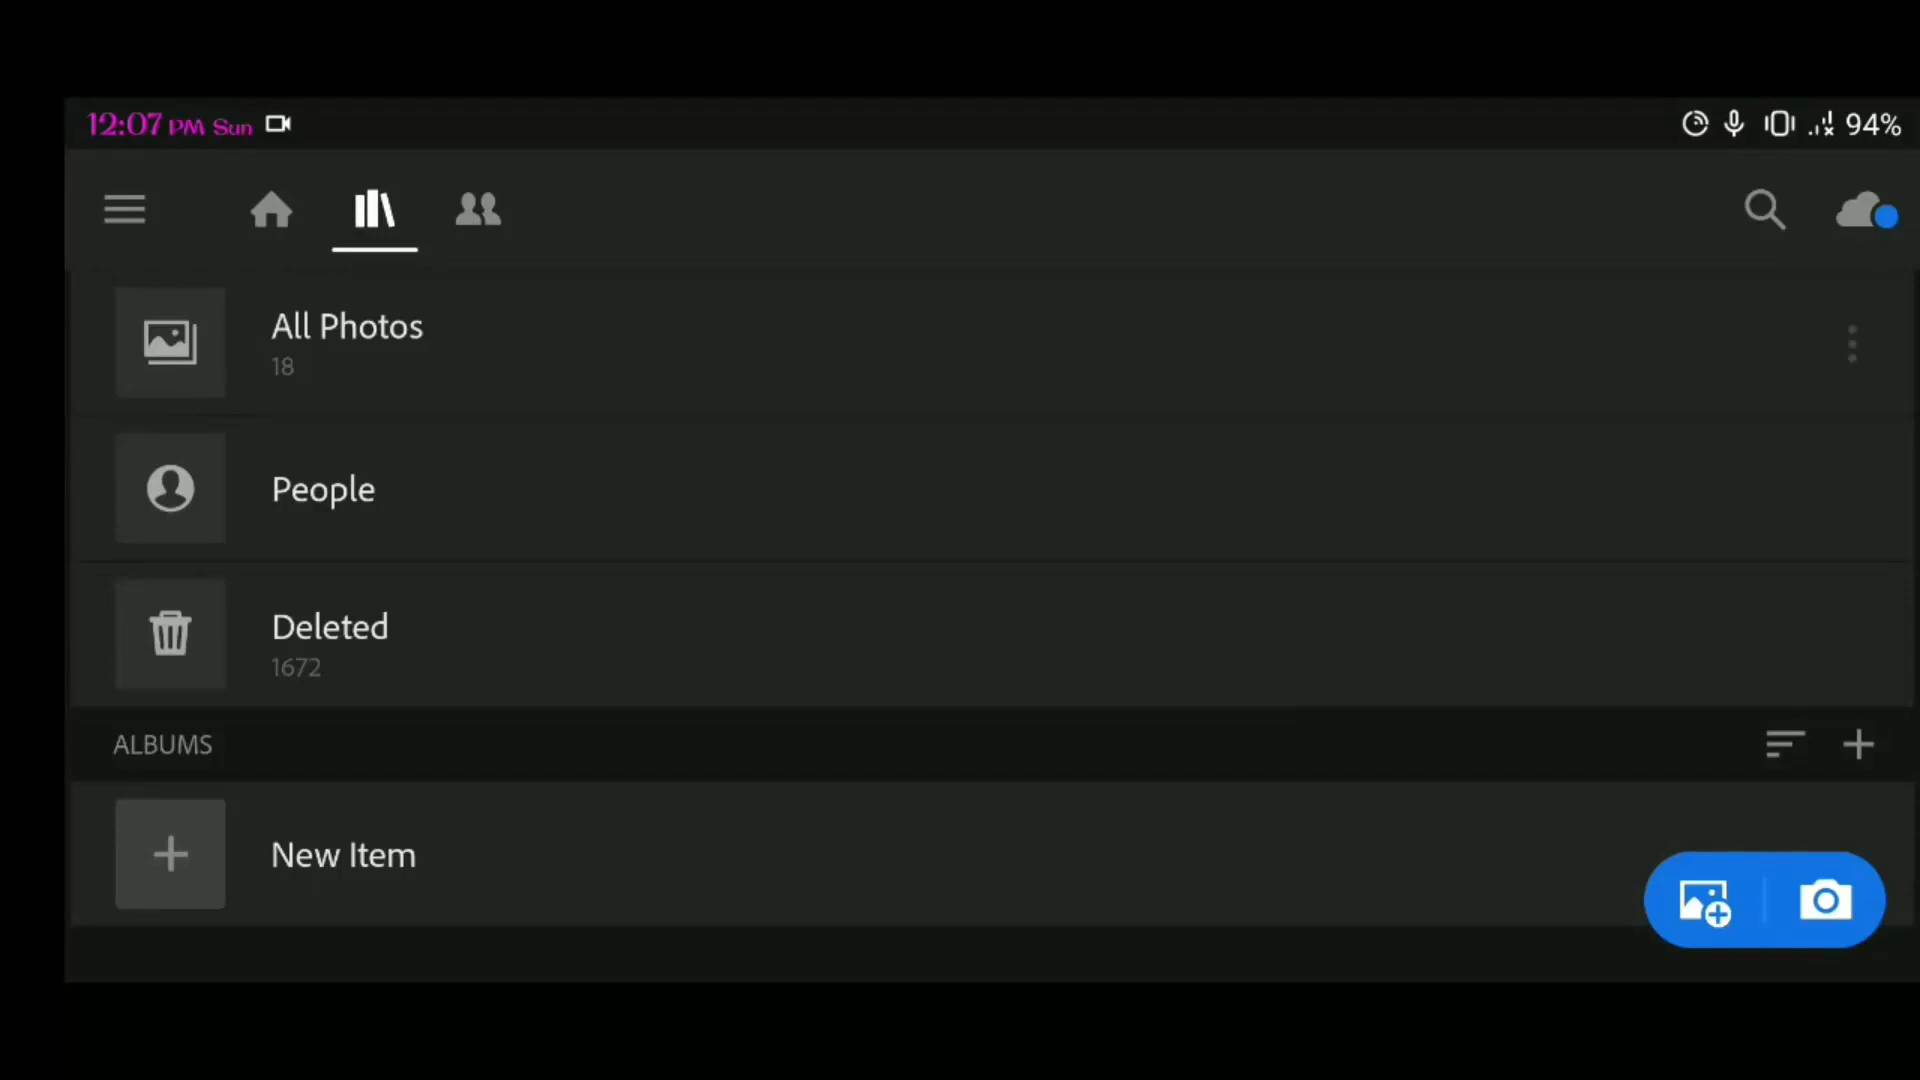 12:07 PM Sun
94%
All Photos
18
People
Deleted
1672
ALBUMS
New Item